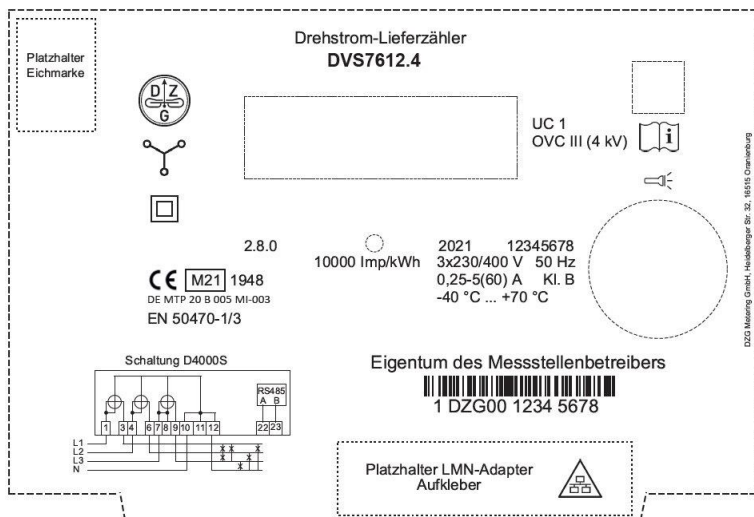 Platzhalter
Eichmarke
Drehstrom-Lieferzähler
DVS7612.4
D Z
G
UC 1
OVC III (4 kV)
i
2.8.0
10000 Imp/kWh
2021 12345678
3x230/400 V 50 Hz
0,25-5(60) A Kl. B
-40 °C ... +70 °C
CE M21 1948
DE MTP 20 B 005 MI-003
EN 50470-1/3
DZG Metering GmbH, Heidelberger Str. 32, 16515 Oranienburg
Schaltung D4000S
RS485
A B
1 3 4 6 7 8 9 10 11 12 22 23
L1
L2
L3
N
Eigentum des Messstellenbetreibers
1 DZG00 1234 5678
Platzhalter LMN-Adapter
Aufkleber